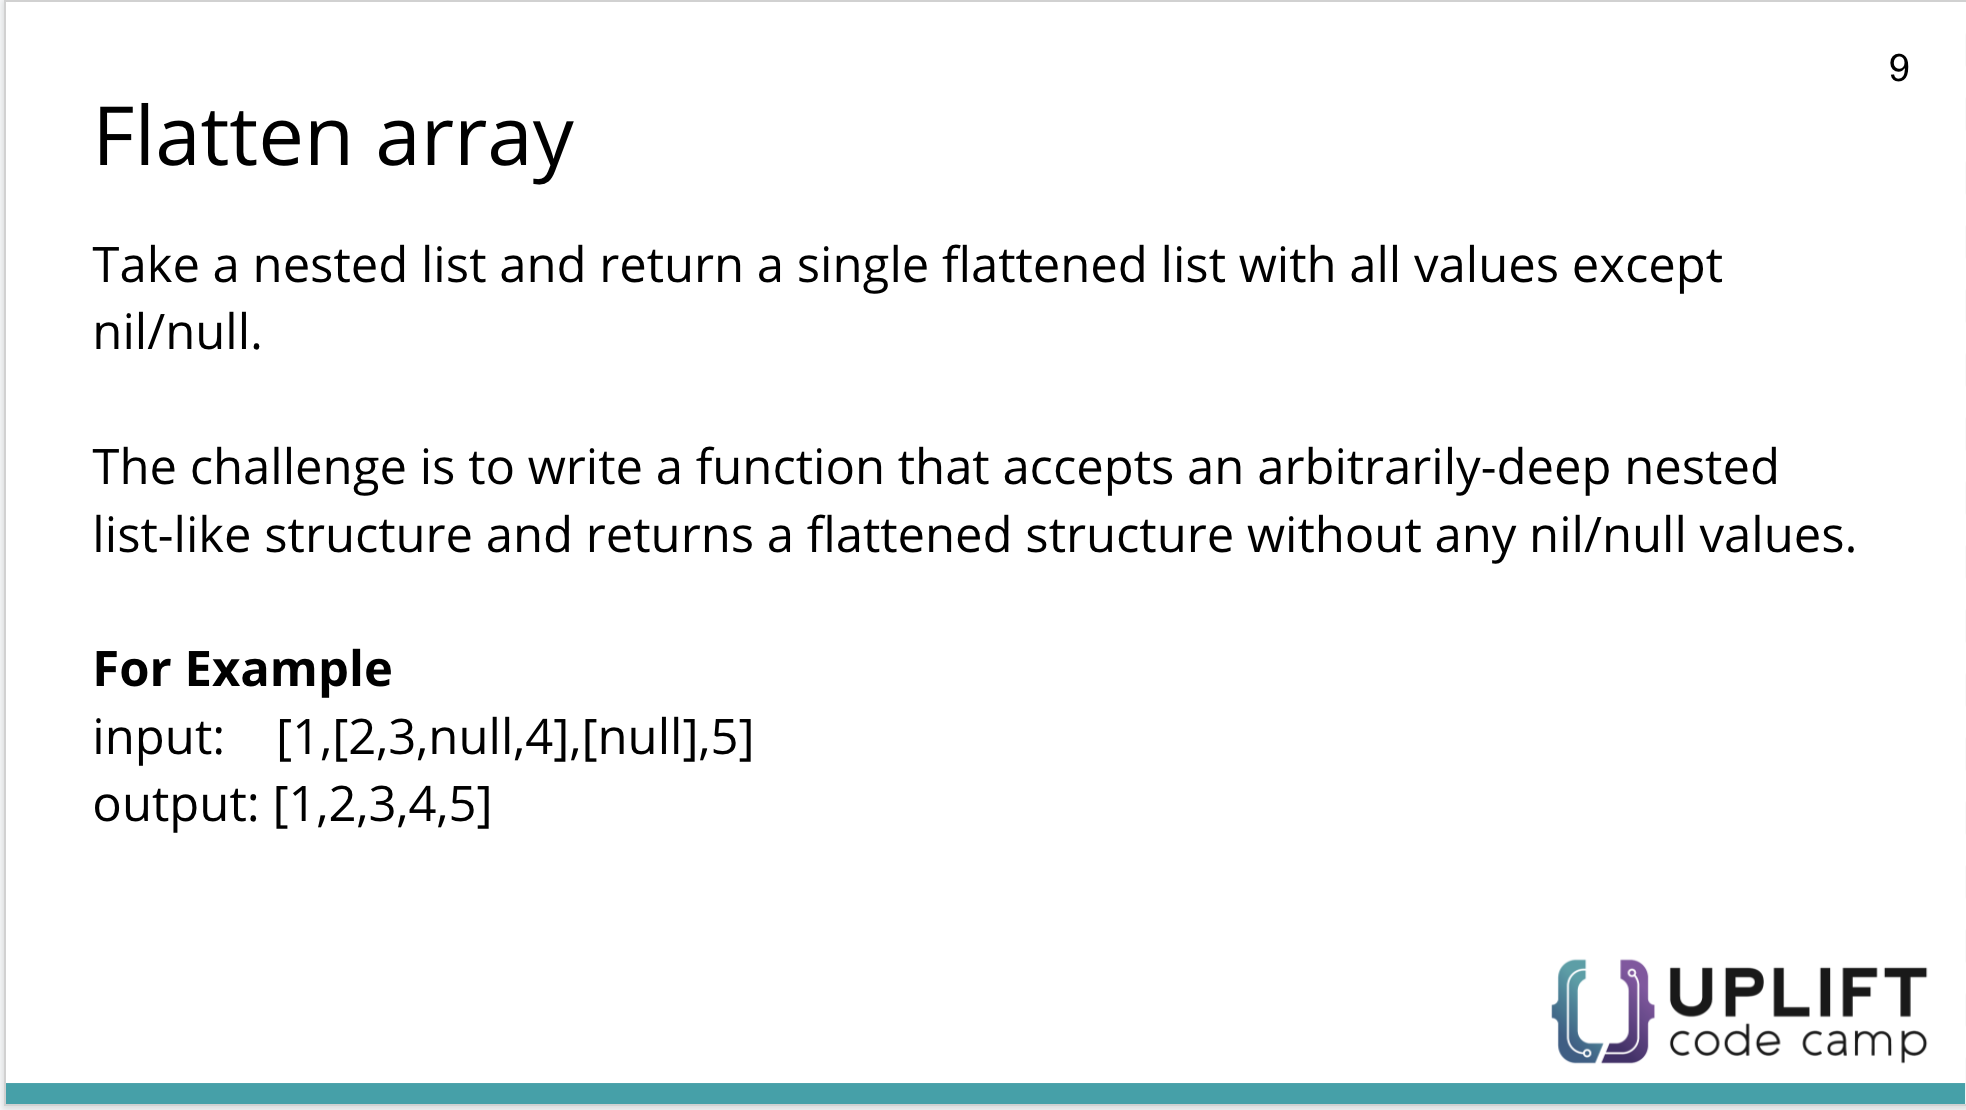 9
Flatten array
Take a nested list and return a single flattened list with all values except
nil/null.
The challenge is to write a function that accepts an arbitrarily-deep nested
list-like structure and returns a flattened structure without any nil/null values.
For Example
input:    [1,[2,3,null,4],[null],5]
output: [1,2,3,4,5]
UPLIFT
code camp